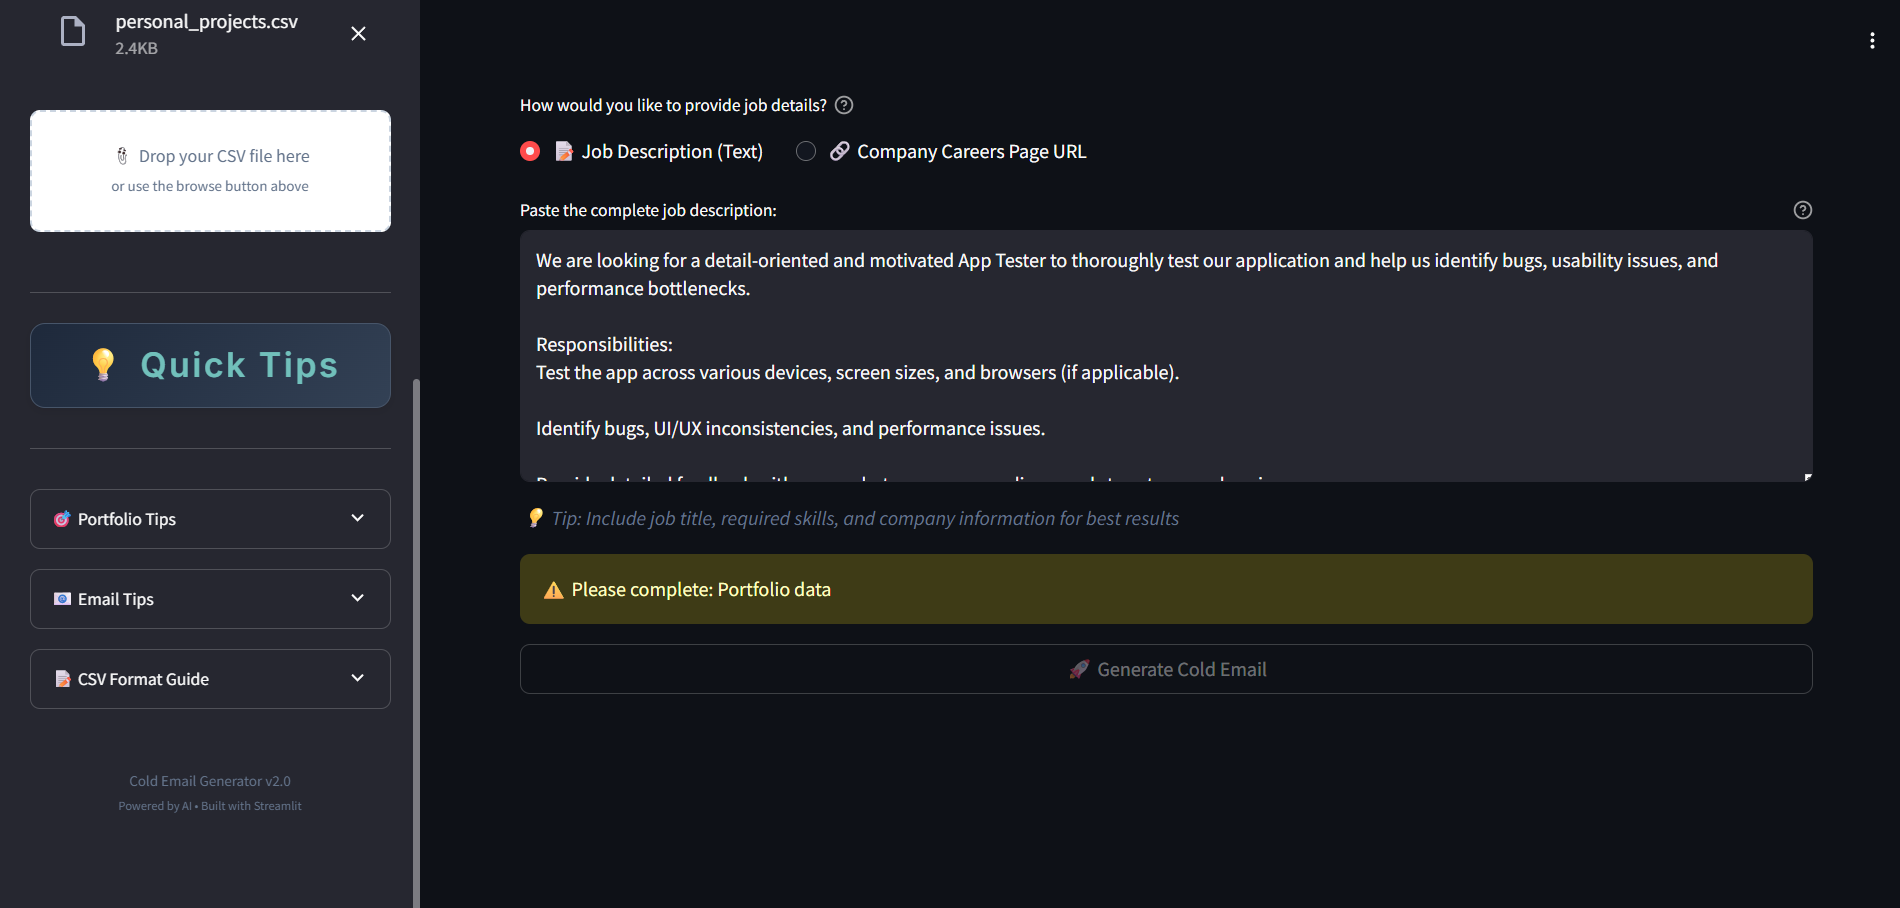 personal_projects.csv
2.4KB
Drop your CSV file here
or use the browse button above
Quick Tips
Portfolio Tips
Email Tips
CSV Format Guide
Cold Email Generator v2.0
Powered by AI • Built with Streamlit
How would you like to provide job details?
Job Description (Text)
Company Careers Page URL
Paste the complete job description:
We are looking for a detail-oriented and motivated App Tester to thoroughly test our application and help us identify bugs, usability issues, and
performance bottlenecks.
Responsibilities:
Test the app across various devices, screen sizes, and browsers (if applicable).
Identify bugs, UI/UX inconsistencies, and performance issues.
Tip: Include job title, required skills, and company information for best results
Please complete: Portfolio data
Generate Cold Email